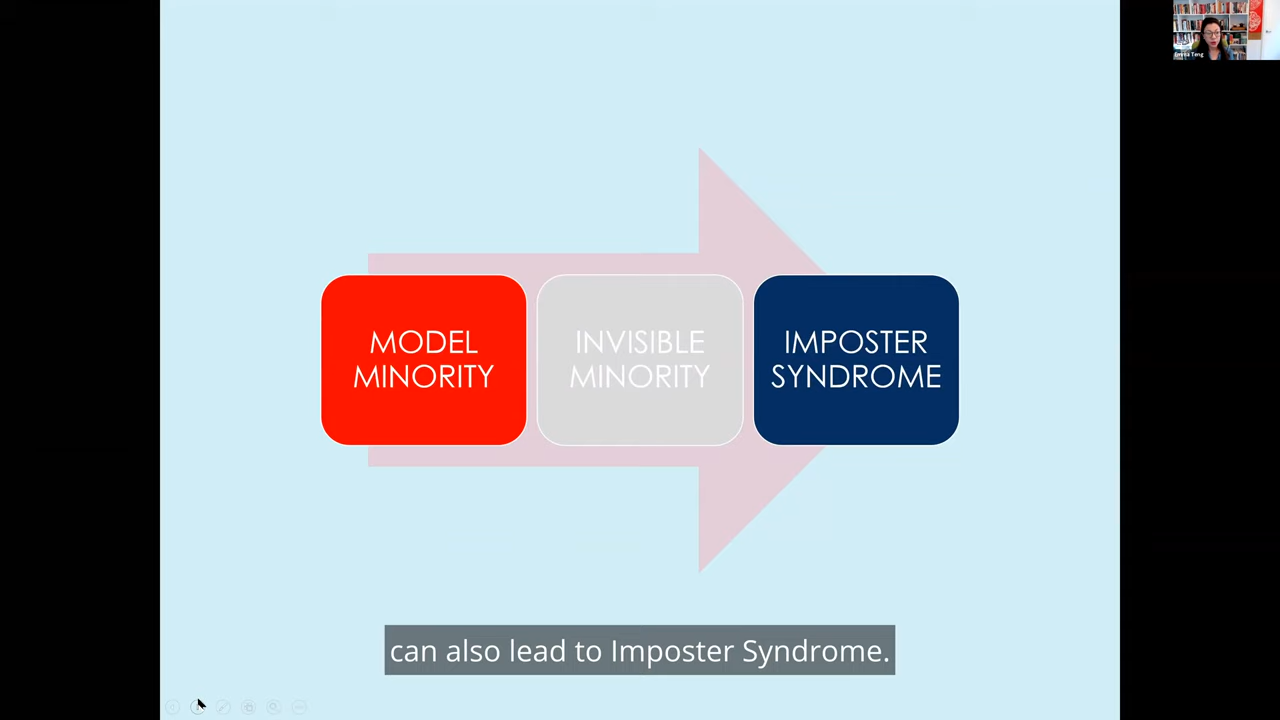 MODEL
MINORITY
INVISIBLE
MINORITY
IMPOSTER
SYNDROME
can also lead to Imposter Syndrome.